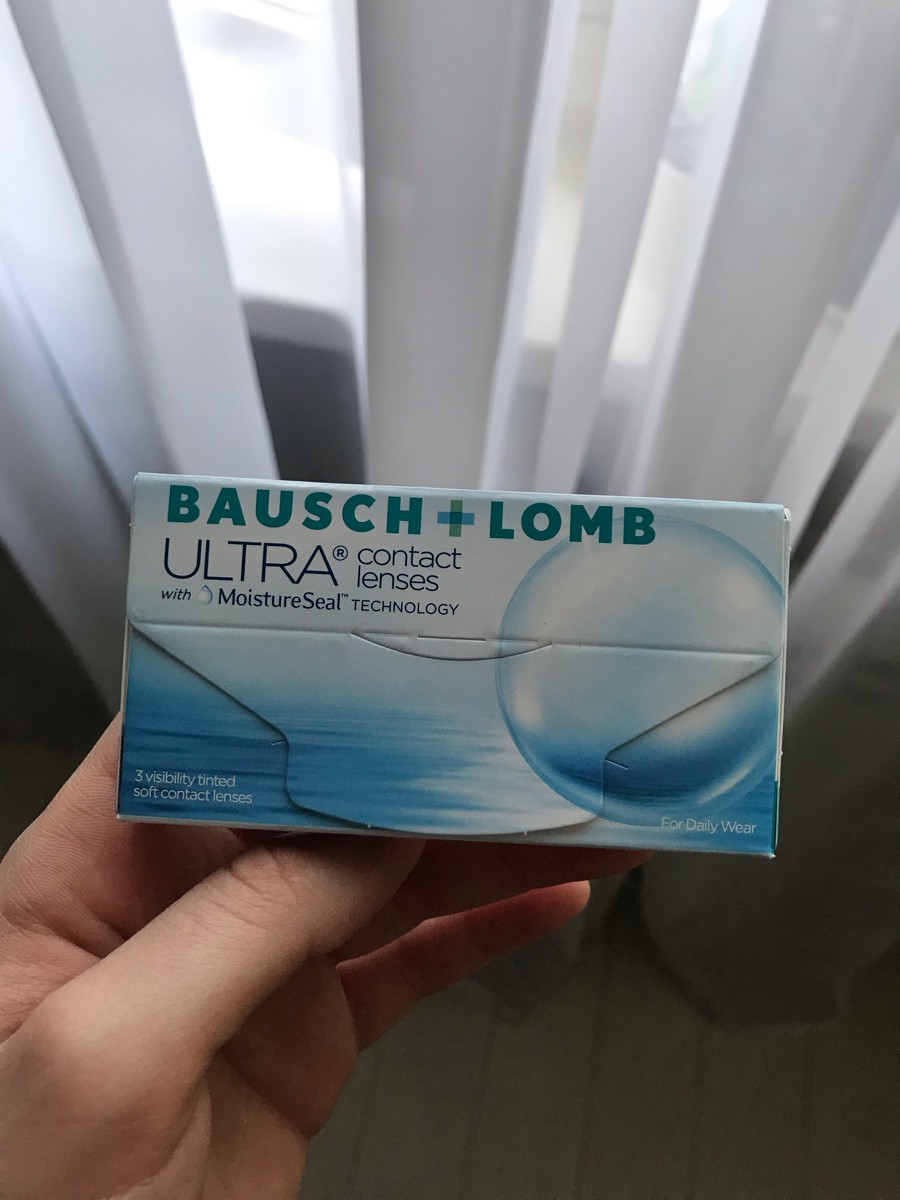 BAUSCH + LOMB
ULTRA® contact
lenses
with MoistureSeal™ TECHNOLOGY
3 visibility tinted
soft contact lenses
For Daily Wear